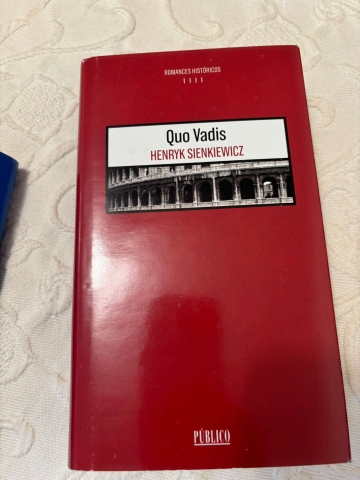 ROMANCES HISTÓRICOS
Quo Vadis
HENRYK SIENKIEWICZ
PÚBLICO